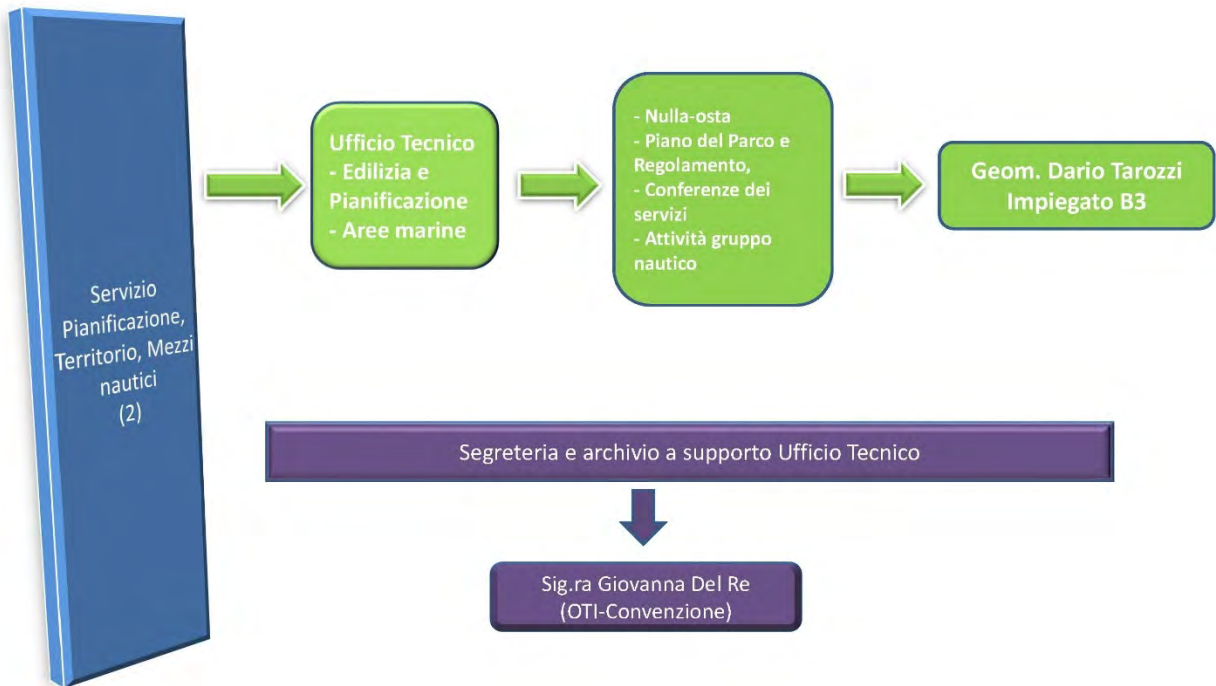 Servizio
Pianificazione,
Territorio, Mezzi
nautici
(2)
Ufficio Tecnico
- Edilizia e
Pianificazione
- Aree marine
- Nulla-osta
- Piano del Parco e
Regolamento,
- Conferenze dei
servizi
- Attività gruppo
nautico
Geom. Dario Tarozzi
Impiegato B3
Segreteria e archivio a supporto Ufficio Tecnico
Sig.ra Giovanna Del Re
(OTI-Convenzione)